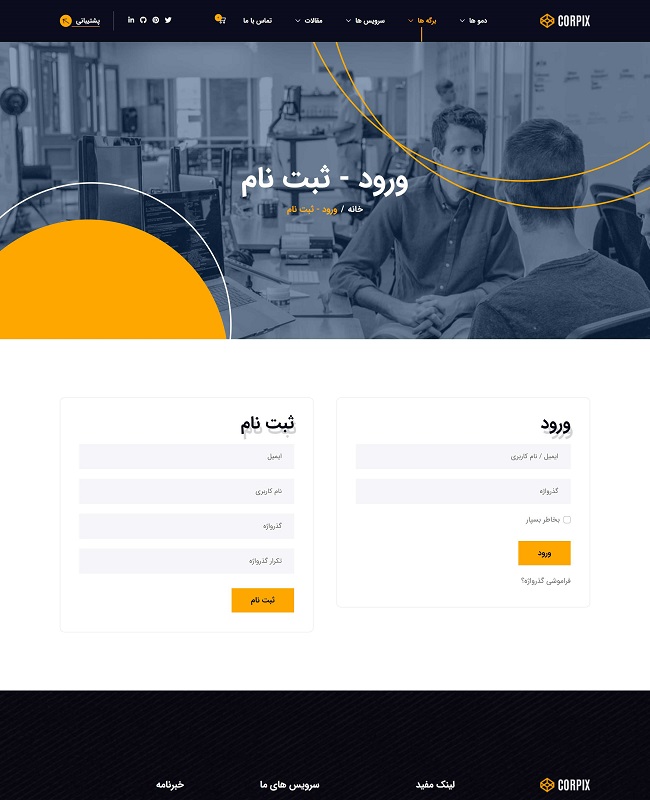 CORPIX
دمو ها
برگه ها
سرویس ها
مقالات
تماس با ما
پشتیبانی
ورود - ثبت نام
خانه / ورود - ثبت نام
ورود
ایمیل / نام کاربری
گذرواژه
بخاطر بسپار
ورود
فراموشی گذرواژه؟
ثبت نام
ایمیل
نام کاربری
گذرواژه
تکرار گذرواژه
ثبت نام
CORPIX
لینک مفید
سرویس های ما
خبرنامه